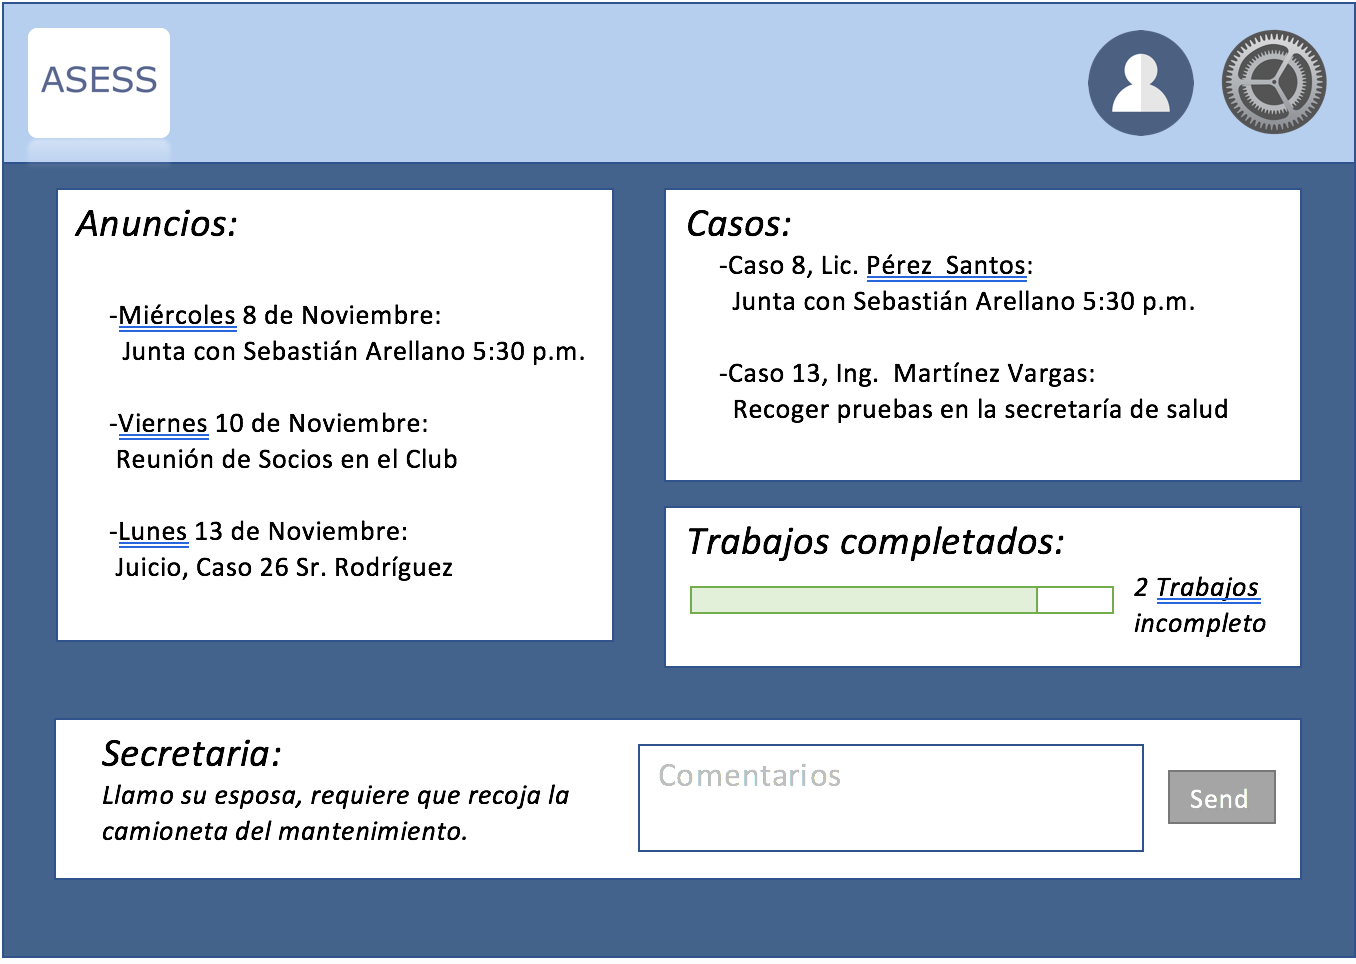 ASESS
Anuncios:
-Miércoles 8 de Noviembre:
Junta con Sebastián Arellano 5:30 p.m.
-Viernes 10 de Noviembre:
Reunión de Socios en el Club
-Lunes 13 de Noviembre:
Juicio, Caso 26 Sr. Rodríguez
Casos:
-Caso 8, Lic. Pérez  Santos:
Junta con Sebastián Arellano 5:30 p.m.
-Caso 13, Ing.  Martínez Vargas:
Recoger pruebas en la secretaría de salud
Trabajos completados:
2 Trabajos
incompleto
Secretaria:
Llamo su esposa, requiere que recoja la
camioneta del mantenimiento.
Comentarios
Send